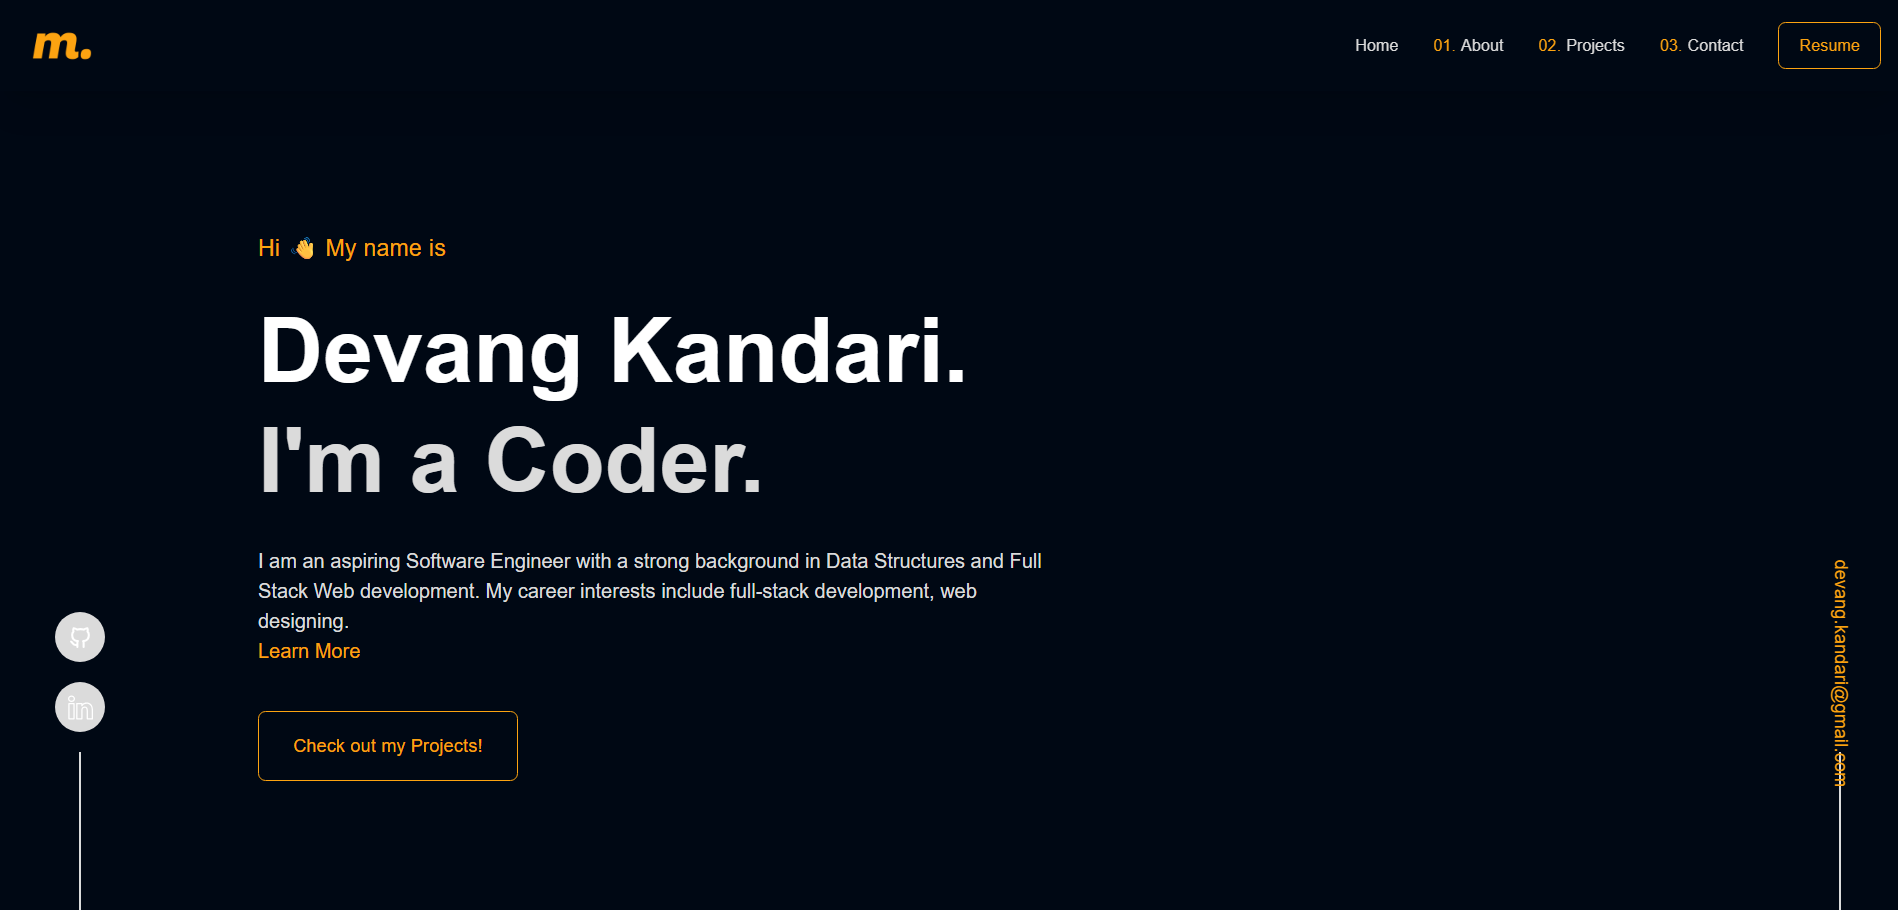 m.
Home 01. About 02. Projects 03. Contact Resume
Hi 👋 My name is
Devang Kandari.
I'm a Coder.
I am an aspiring Software Engineer with a strong background in Data Structures and Full
Stack Web development. My career interests include full-stack development, web
designing.
Learn More
Check out my Projects!
in
devang.kandari@gmail.com